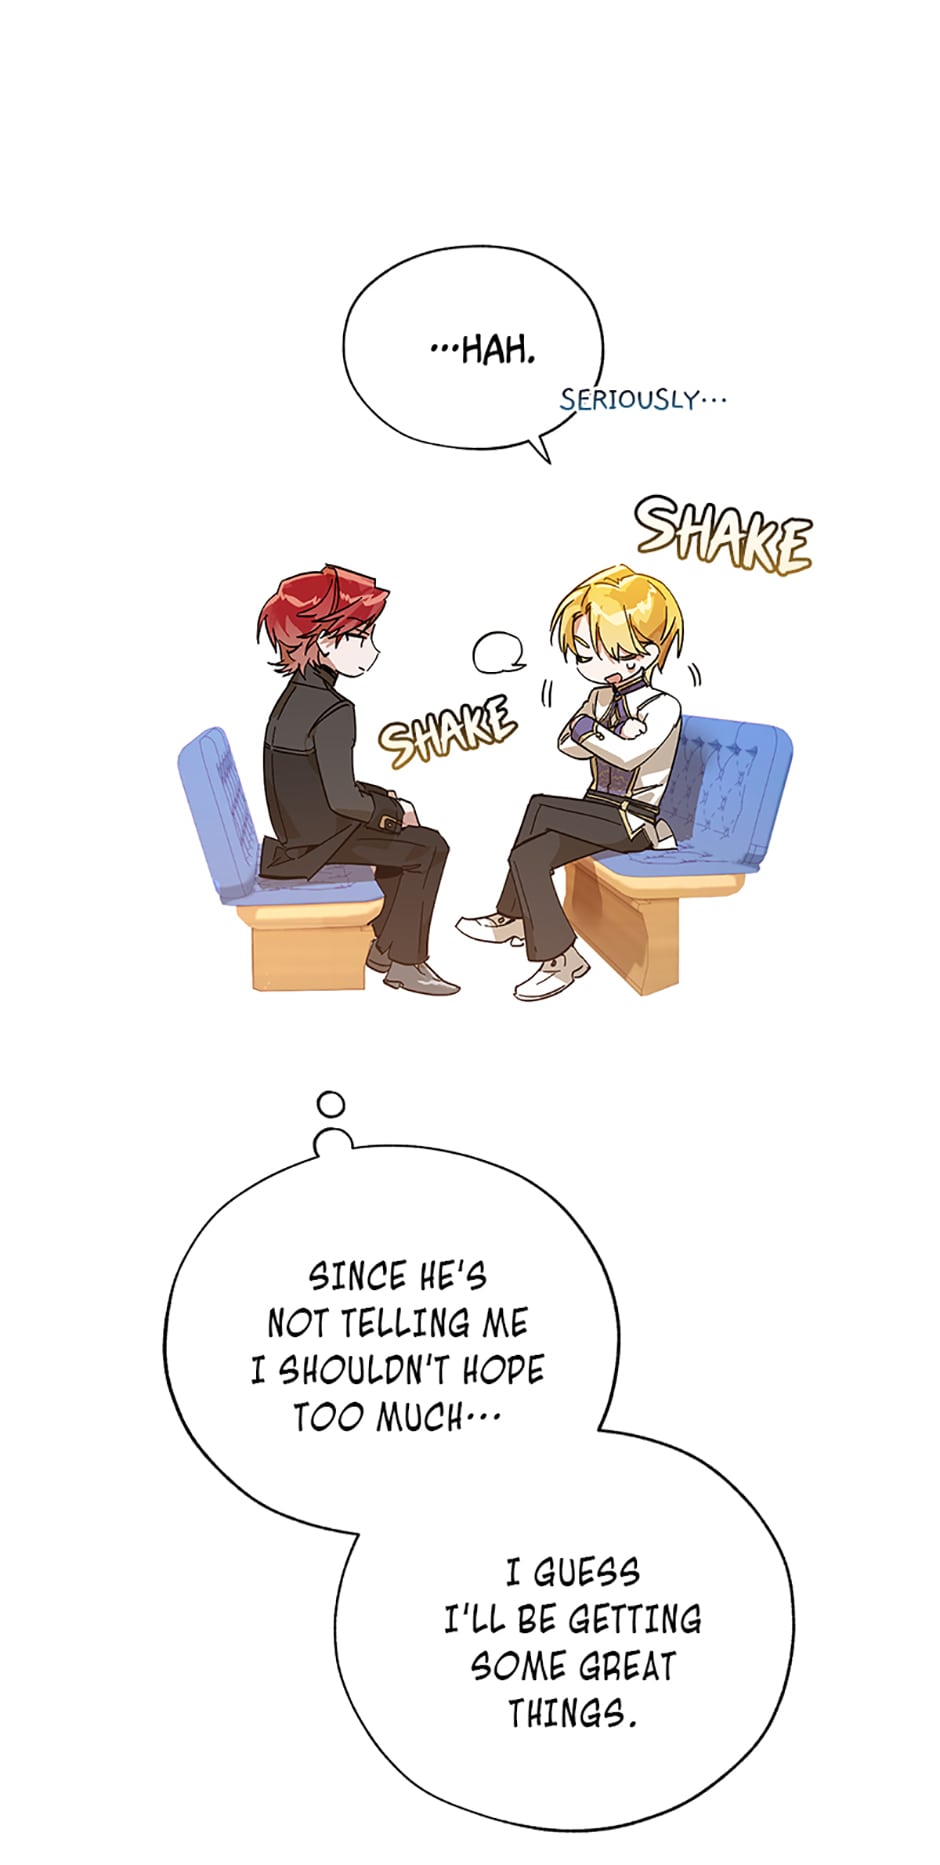 ···HAH.
SERIOUSLY···
SHAKE
SHAKE
SINCE HE'S
NOT TELLING ME
I SHOULDN'T HOPE
TOO MUCH···
I GUESS
I'LL BE GETTING
SOME GREAT
THINGS.